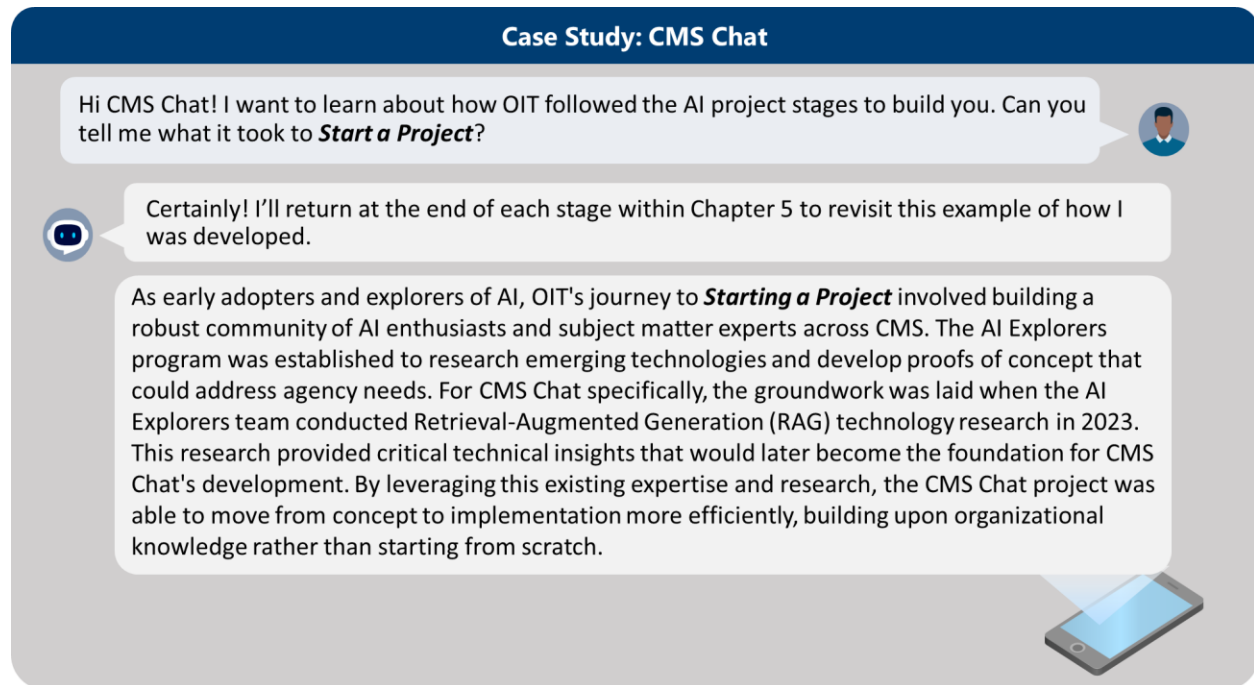 Case Study: CMS Chat
Hi CMS Chat! I want to learn about how OIT followed the AI project stages to build you. Can you
tell me what it took to Start a Project?
Certainly! I’ll return at the end of each stage within Chapter 5 to revisit this example of how I
was developed.
As early adopters and explorers of AI, OIT's journey to Starting a Project involved building a
robust community of AI enthusiasts and subject matter experts across CMS. The AI Explorers
program was established to research emerging technologies and develop proofs of concept that
could address agency needs. For CMS Chat specifically, the groundwork was laid when the AI
Explorers team conducted Retrieval-Augmented Generation (RAG) technology research in 2023.
This research provided critical technical insights that would later become the foundation for CMS
Chat's development. By leveraging this existing expertise and research, the CMS Chat project was
able to move from concept to implementation more efficiently, building upon organizational
knowledge rather than starting from scratch.